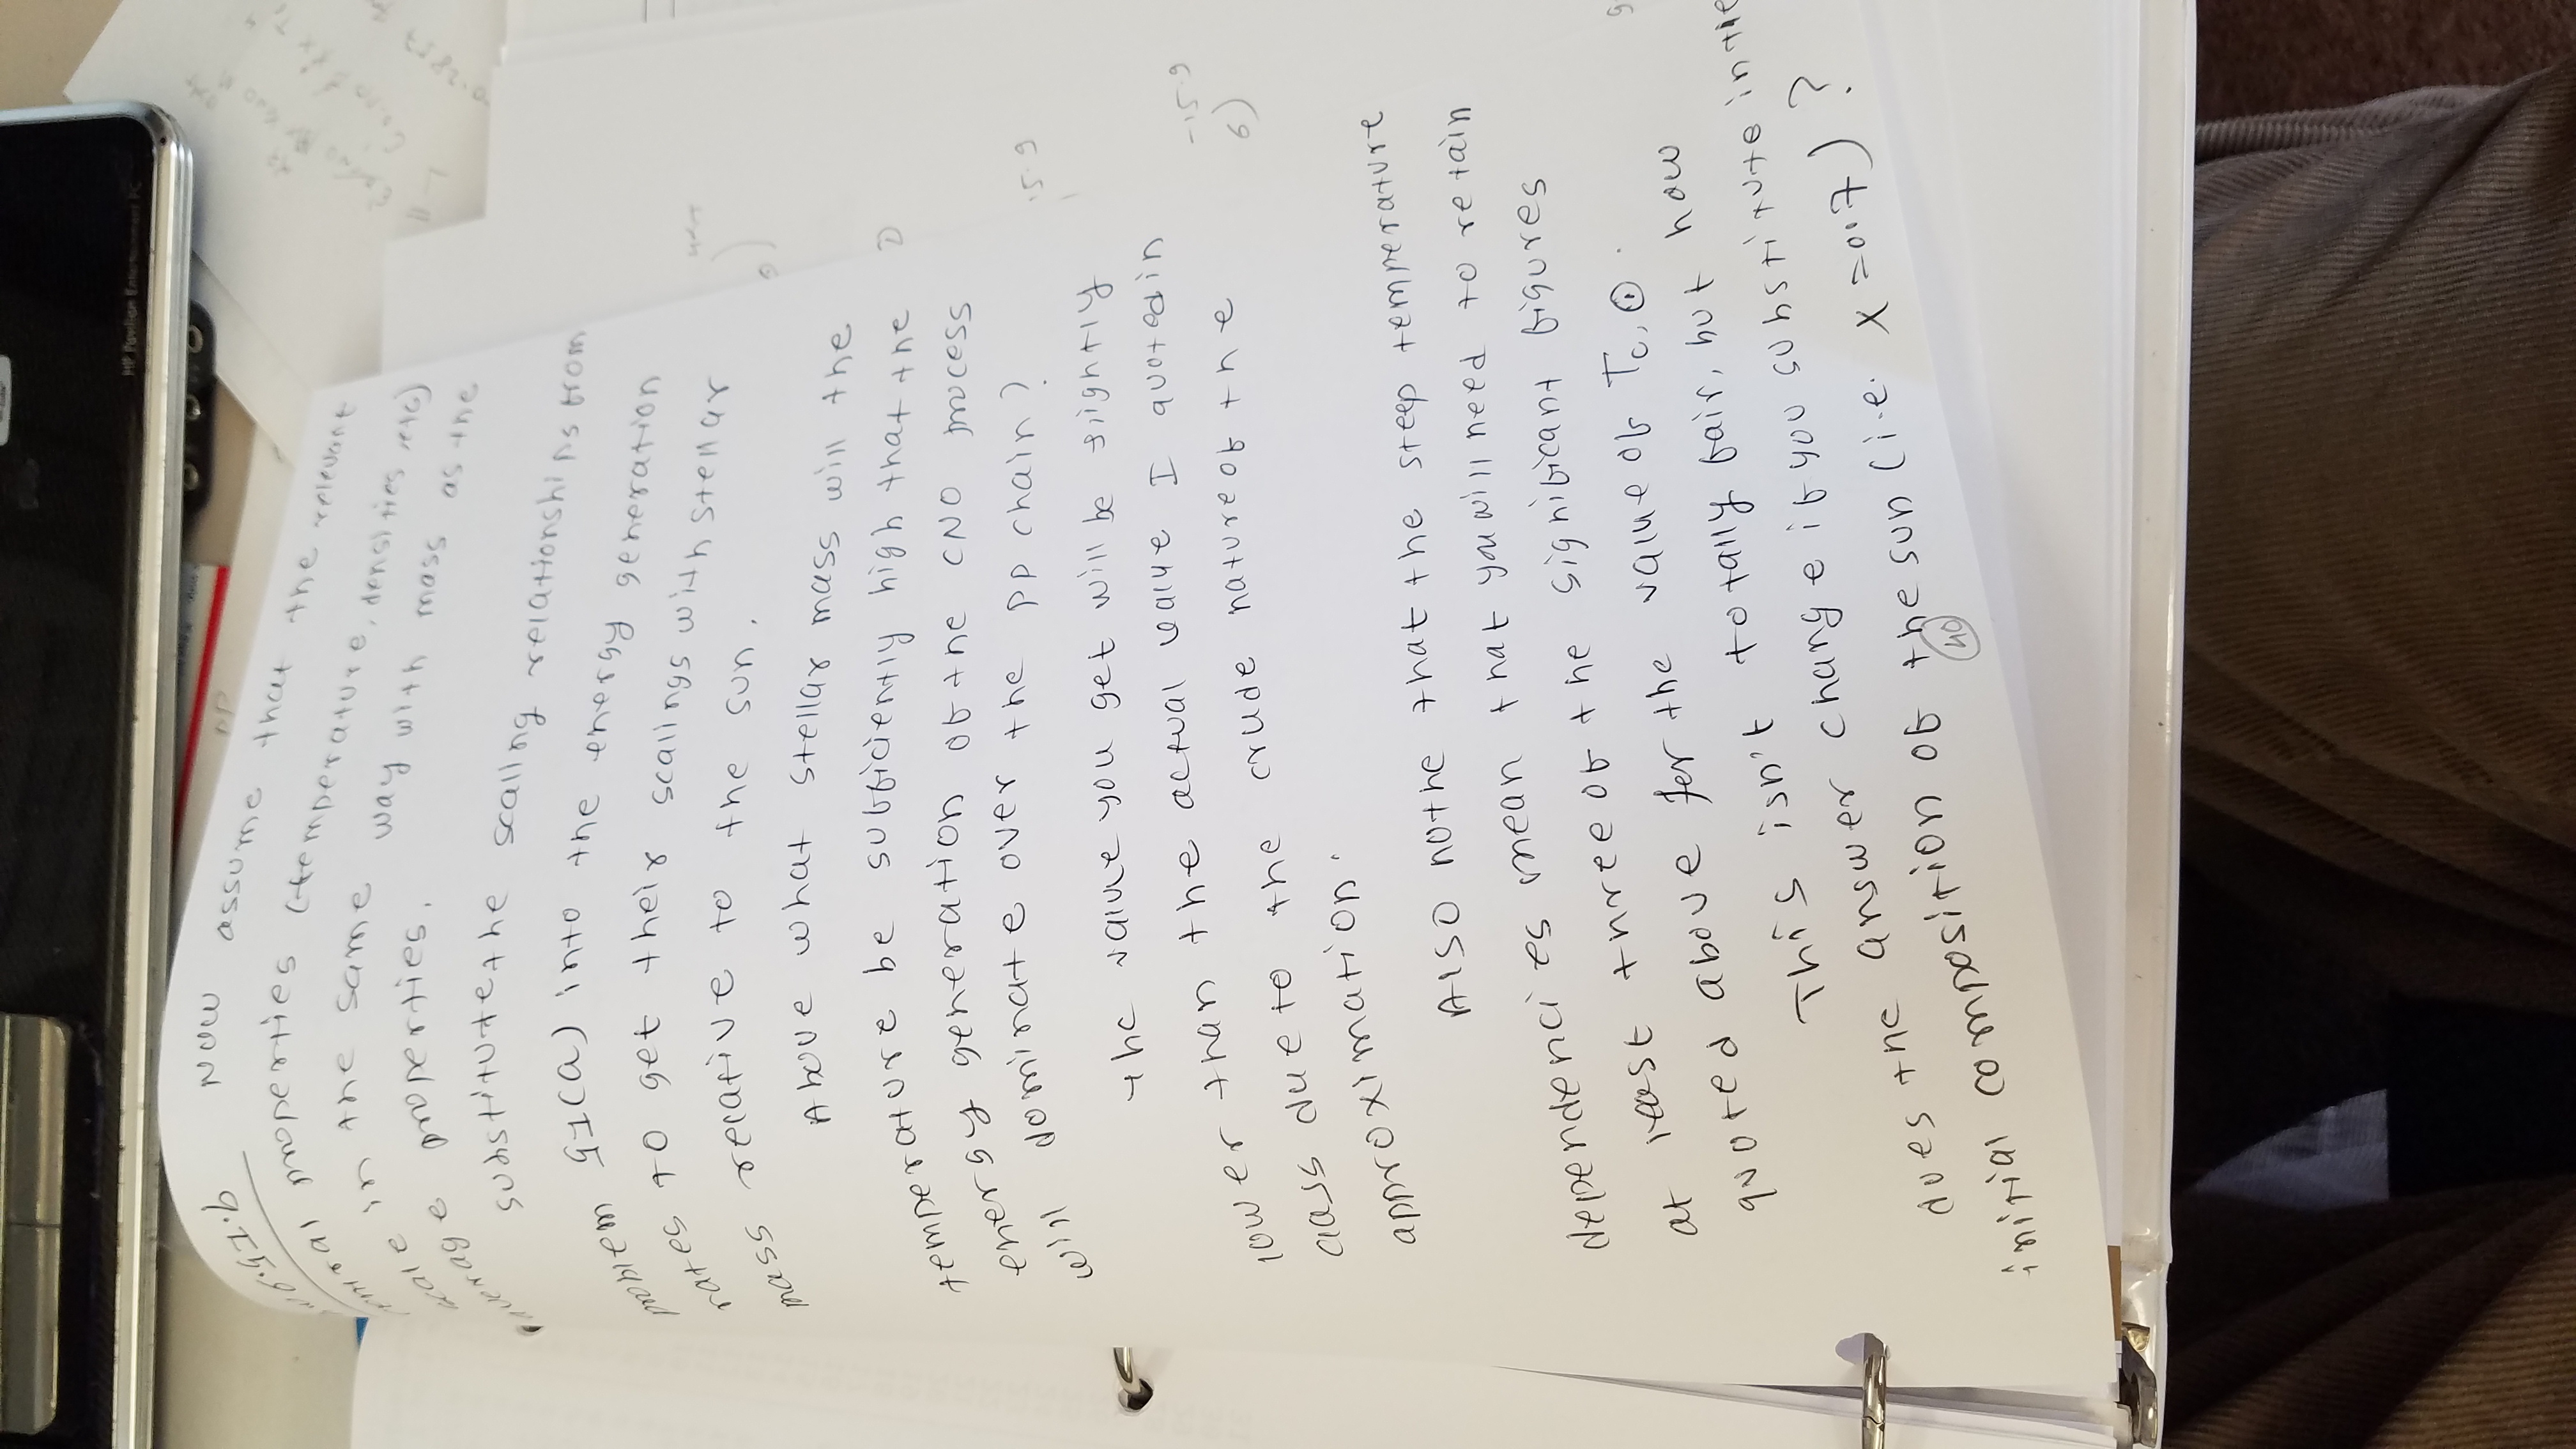 HP Pavilion Entertainment PC
Now assume that the relevant
central properties (temperature, densities etc)
scale in the same way with mass as the
average properties.
substitute the scaling relationships from
problem 91(a) into the energy generation
rates to get their scalings with stellar
mass relative to the sun.
Above what stellar mass will the
temperature be sufficiently high that the
energy generation of the CNO process
will dominate over the pp chain?
The value you get will be slightly
lower than the actual value I quoted in
class due to the crude nature of the
approximation.
Also nothe that the steep temperature
dependencies mean that you will need to retain
at least three of the significant figures
quoted above for the value of Tc,⊙.
This isn't totally fair, but how
does the answer change if you substitute in the
initial composition of the sun (i.e. x=0.7)?
40